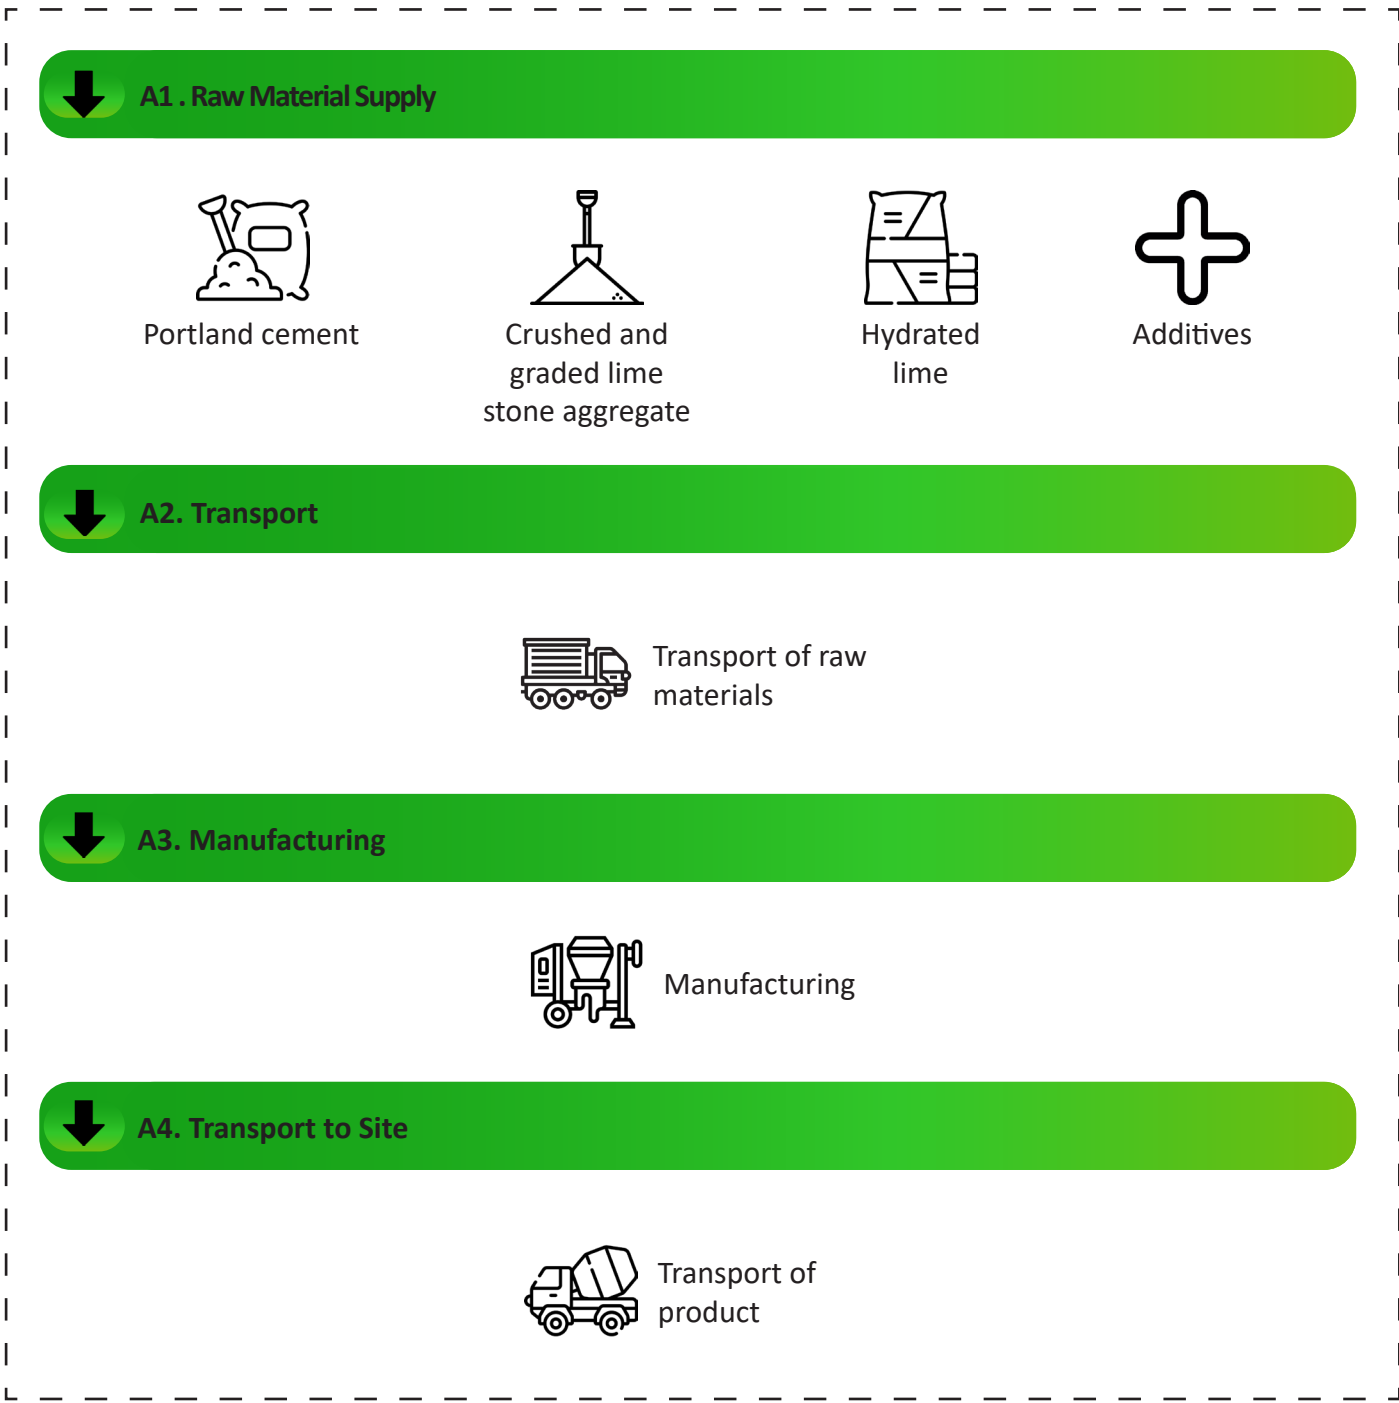 A1 . Raw Material Supply
Portland cement
Crushed and
graded lime
stone aggregate
Hydrated
lime
Additives
A2. Transport
Transport of raw
materials
A3. Manufacturing
Manufacturing
A4. Transport to Site
Transport of
product